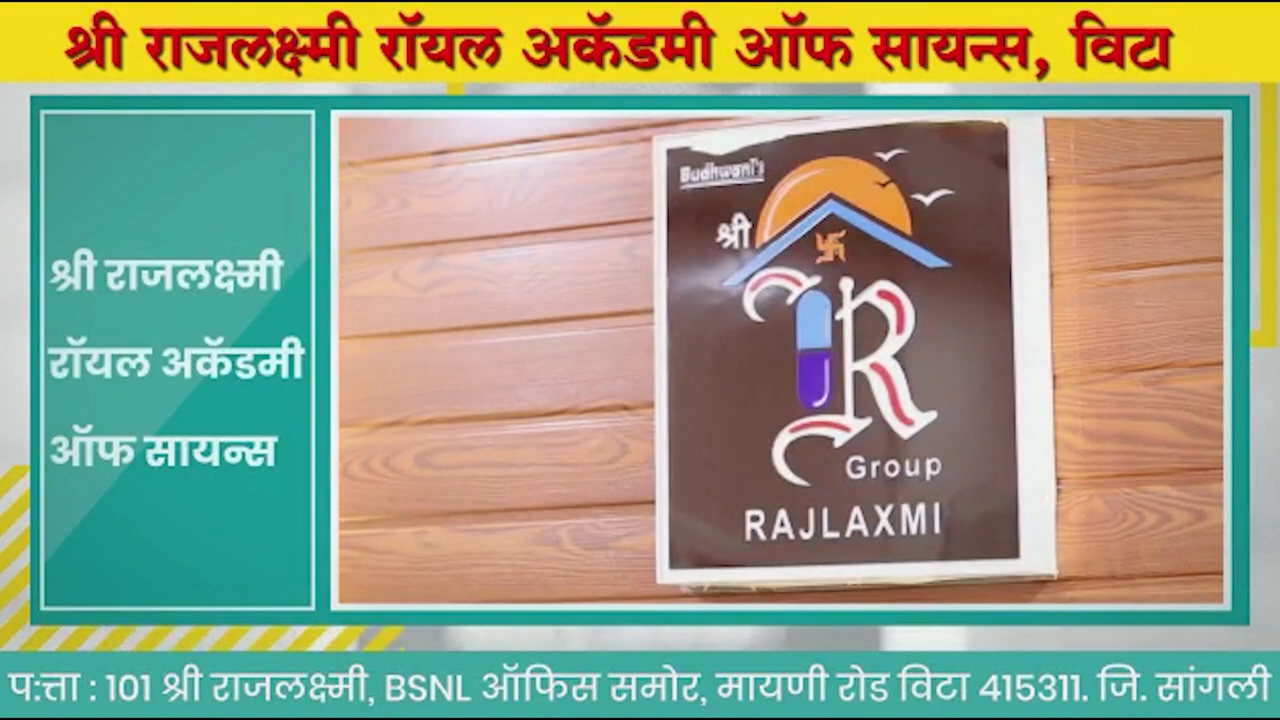 श्री राजलक्ष्मी रॉयल अकॅडमी ऑफ सायन्स, विटा
श्री राजलक्ष्मी
रॉयल अकॅडमी
ऑफ सायन्स
Budhwani's
श्री
R
Group
RAJLAXMI
प:त्ता : 101 श्री राजलक्ष्मी, BSNL ऑफिस समोर, मायणी रोड विटा 415311. जि. सांगली